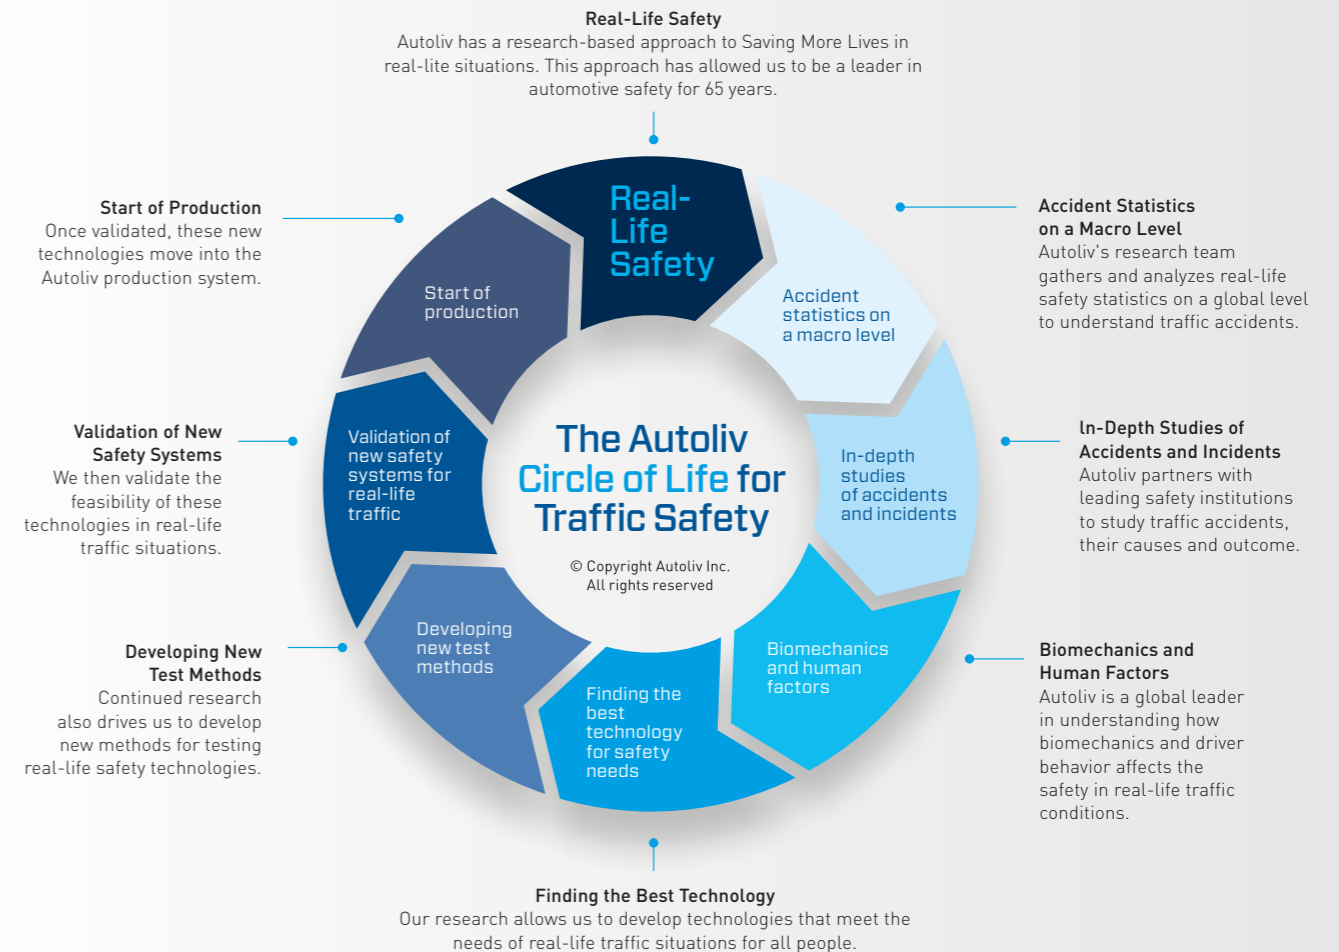 Real-Life Safety
Autoliv has a research-based approach to Saving More Lives in
real-lite situations. This approach has allowed us to be a leader in
automotive safety for 65 years.
Real-
Life
Safety
Accident
statistics on
a macro level
Accident Statistics
on a Macro Level
Autoliv's research team
gathers and analyzes real-life
safety statistics on a global level
to understand traffic accidents.
In-depth
studies
of accidents
and incidents
In-Depth Studies of
Accidents and Incidents
Autoliv partners with
leading safety institutions
to study traffic accidents,
their causes and outcome.
Biomechanics
and human
factors
Biomechanics and
Human Factors
Autoliv is a global leader
in understanding how
biomechanics and driver
behavior affects the
safety in real-life traffic
conditions.
Finding the
best
technology
for safety
needs
Finding the Best Technology
Our research allows us to develop technologies that meet the
needs of real-life traffic situations for all people.
Developing
new test
methods
Developing New
Test Methods
Continued research
also drives us to develop
new methods for testing
real-life safety technologies.
Validation of
new safety
systems for
real-life
traffic
Validation of New
Safety Systems
We then validate the
feasibility of these
technologies in real-life
traffic situations.
Start of
production
Start of Production
Once validated, these new
technologies move into the
Autoliv production system.
The Autoliv
Circle of Life for
Traffic Safety
© Copyright Autoliv Inc.
All rights reserved